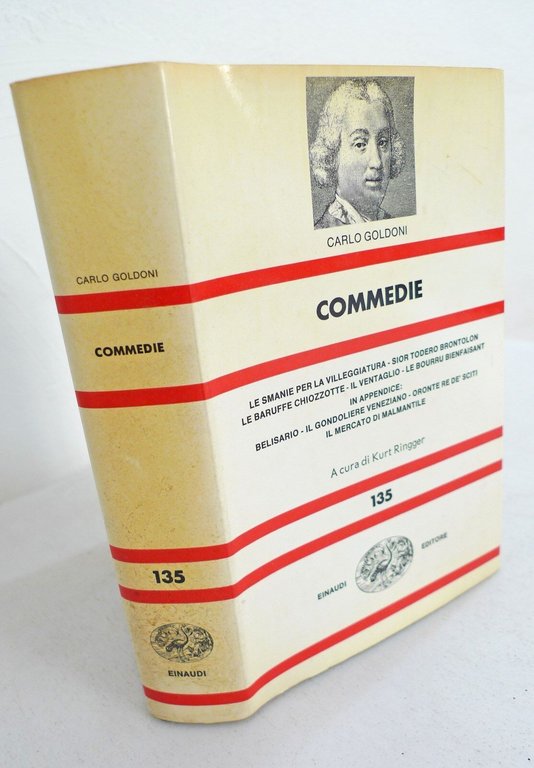 CARLO GOLDONI
COMMEDIE
135
EINAUDI
CARLO GOLDONI
COMMEDIE
LE SMANIE PER LA VILLEGGIATURA - SIOR TODERO BRONTOLON
LE BARUFFE CHIOZZOTTE - IL VENTAGLIO - LE BOURRU BIENFAISANT
IN APPENDICE:
BELISARIO - IL GONDOLIERE VENEZIANO - ORONTE RE DE' SCITI
IL MERCATO DI MALMANTILE
A cura di Kurt Ringger
135
EINAUDI EDITORE